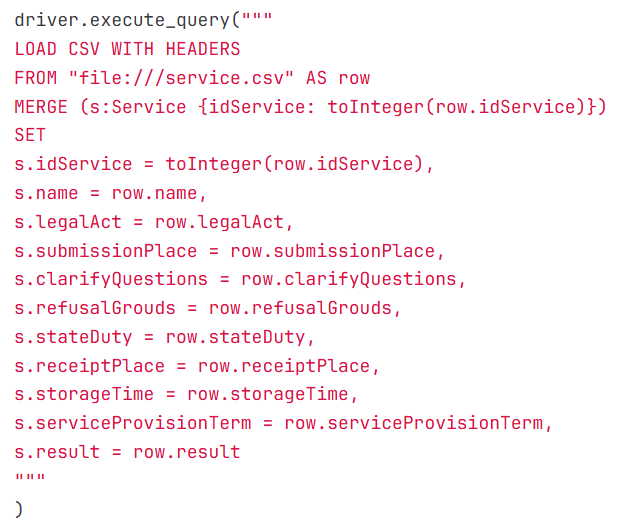 driver.execute_query("""
LOAD CSV WITH HEADERS
FROM "file:///service.csv" AS row
MERGE (s:Service {idService: toInteger(row.idService)})
SET
s.idService = toInteger(row.idService),
s.name = row.name,
s.legalAct = row.legalAct,
s.submissionPlace = row.submissionPlace,
s.clarifyQuestions = row.clarifyQuestions,
s.refusalGrouds = row.refusalGrouds,
s.stateDuty = row.stateDuty,
s.receiptPlace = row.receiptPlace,
s.storageTime = row.storageTime,
s.serviceProvisionTerm = row.serviceProvisionTerm,
s.result = row.result
"""
)